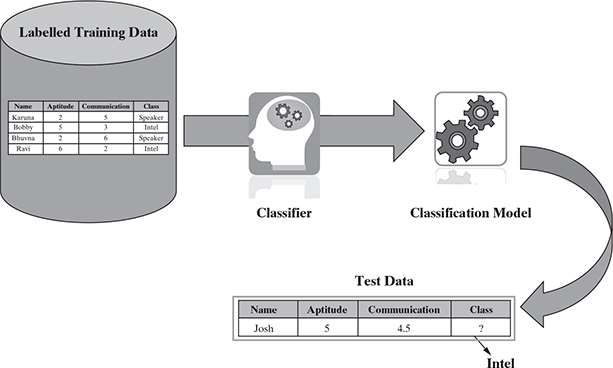 Labelled Training Data
Name Aptitude Communication Class
Karuna 2 5 Speaker
Bobby 5 3 Intel
Bhuvna 2 6 Speaker
Ravi 6 2 Intel
Classifier
Classification Model
Test Data
Name Aptitude Communication Class
Josh 5 4.5 ?
Intel